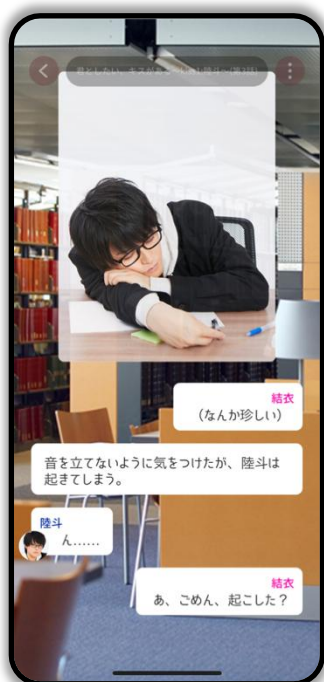 結衣
(なんか珍しい)
音を立てないように気をつけたが、陸斗は
起きてしまう。
陸斗
ん……
結衣
あ、ごめん、起こした？